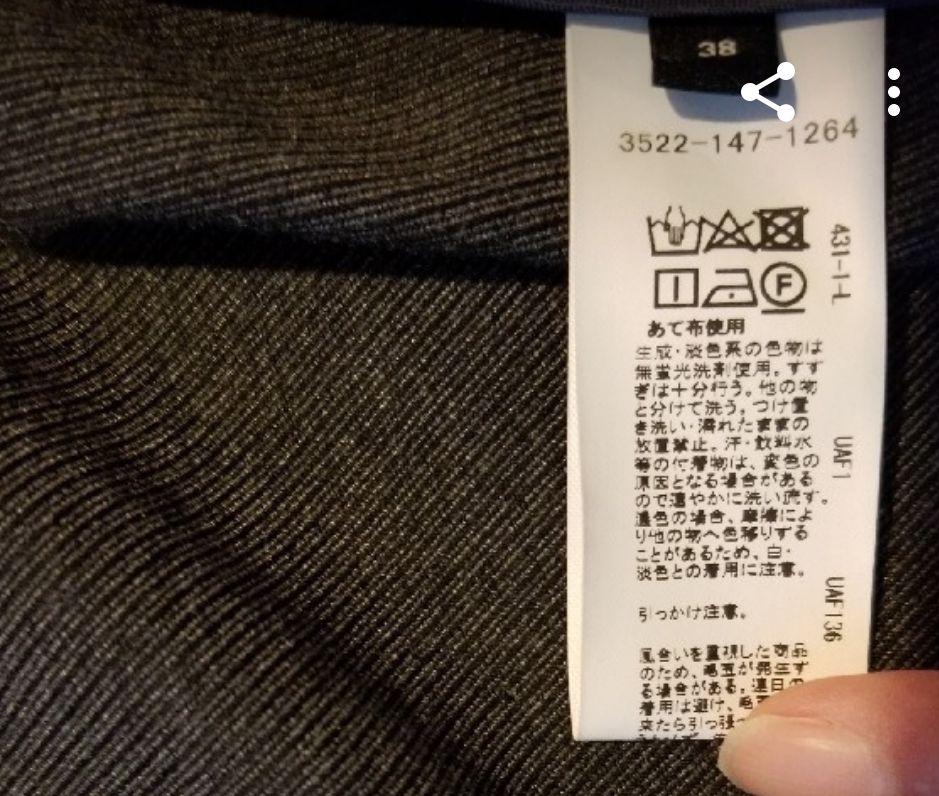 38
3522-147-1264
F
あて布使用
生成・淡色系の色物は
無蛍光洗剤使用。すす
ぎは十分行う。他の物
と分けて洗う。つけ置
き洗い・濡れたままの
放置禁止。汗・飲料水
等の付着物は、変色の
原因となる場合がある
ので速やかに洗い流す。
濃色の場合、摩擦によ
り他の物へ色移りする
ことがあるため、白・
淡色との着用に注意。
引っかけ注意。
風合いを重視した商品
のため、毛玉が発生す
る場合がある。連日の
着用は避け、毛
来たら引っ張
431-1-L
UAF1
UAF136